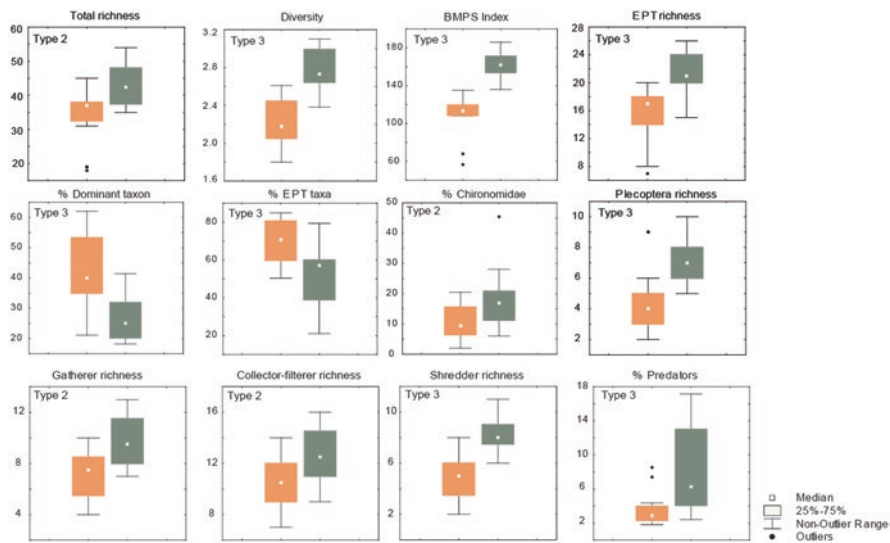 Total richness
Type 2
60
50
40
30
20
Diversity
Type 3
3.2
2.8
2.4
2.0
1.6
BMPS Index
Type 3
180
140
100
60
EPT richness
Type 3
28
24
20
16
12
8
% Dominant taxon
Type 3
60
50
40
30
20
% EPT taxa
Type 3
80
60
40
20
% Chironomidae
Type 2
50
40
30
20
10
0
Plecoptera richness
Type 3
10
8
6
4
2
Gatherer richness
Type 2
12
8
4
Collector-filterer richness
Type 2
16
12
8
Shredder richness
Type 3
10
6
2
% Predators
Type 3
18
14
10
6
2
Median
25%-75%
Non-Outlier Range
Outliers